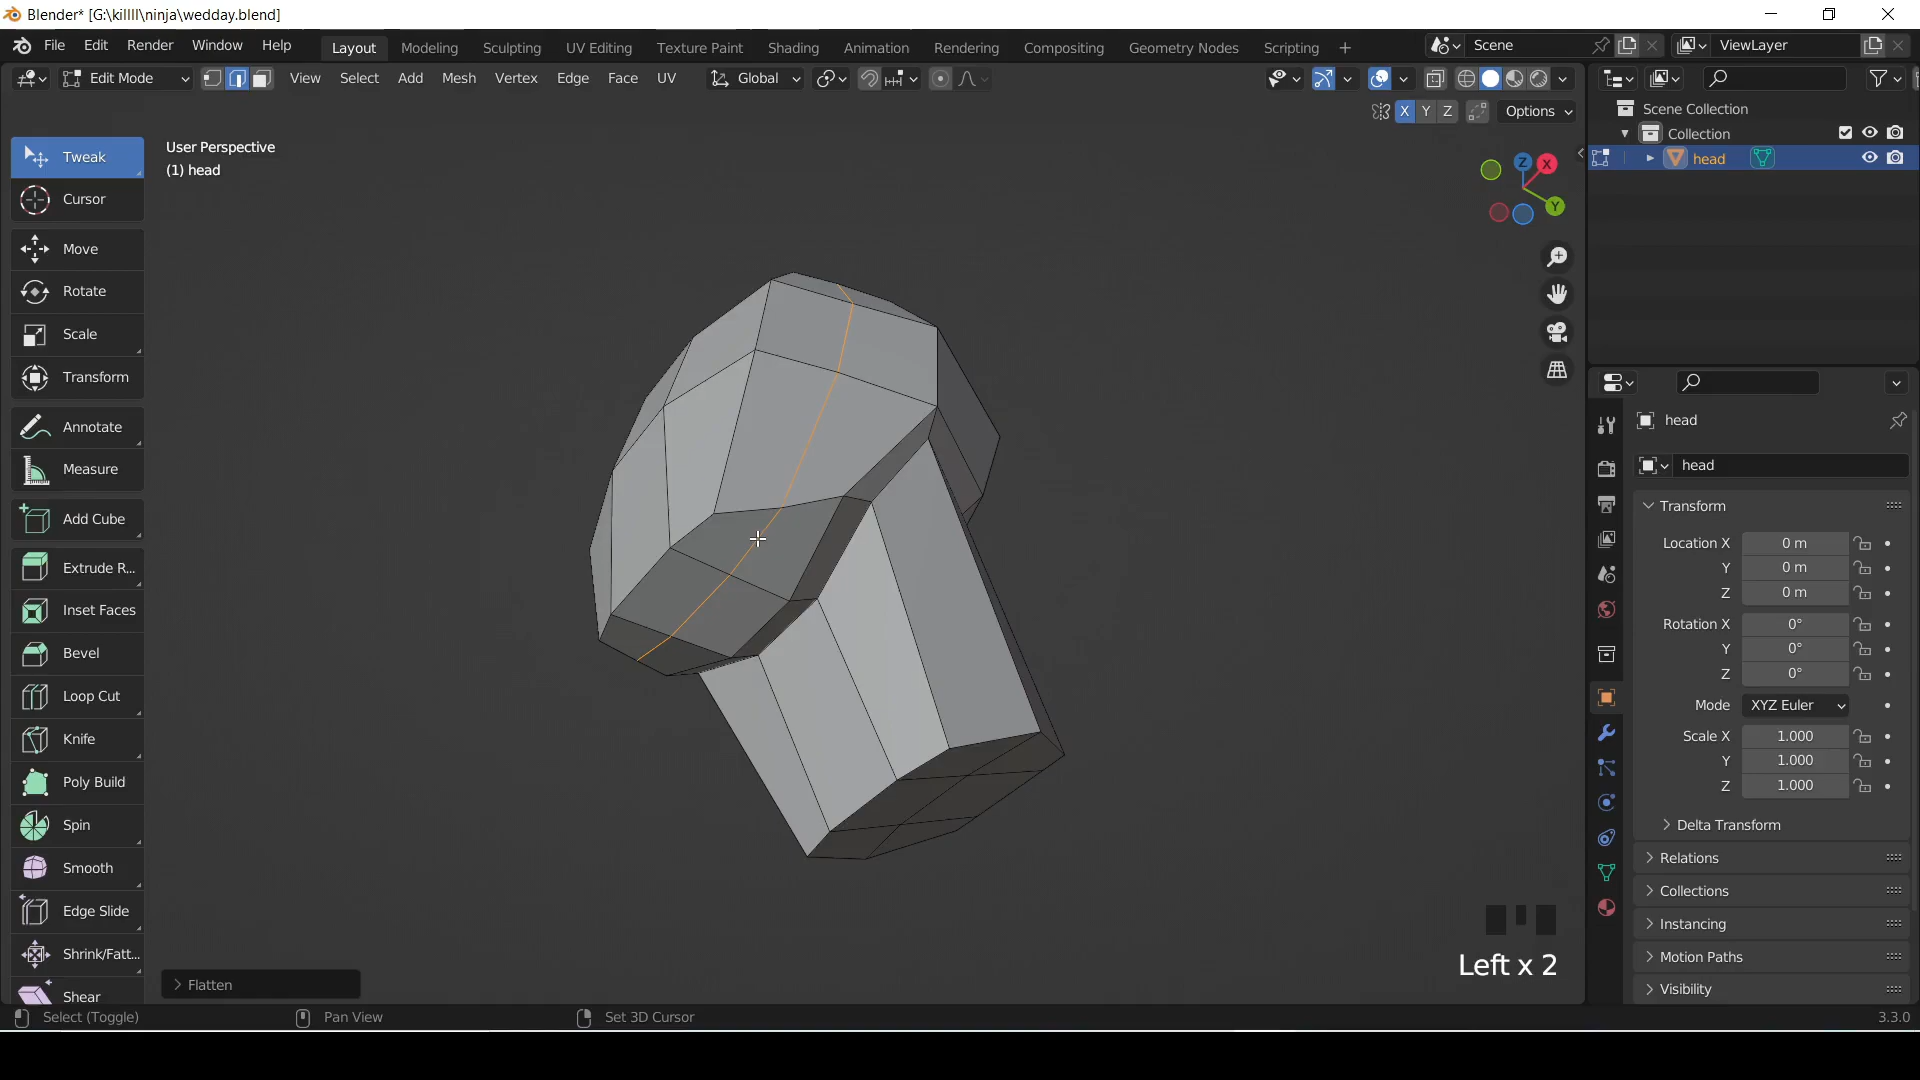 Blender* [G:\killll\ninja\wedday.blend]
File Edit Render Window Help Layout Modeling Sculpting UV Editing Texture Paint Shading Animation Rendering Compositing Geometry Nodes Scripting + Scene ViewLayer
Edit Mode View Select Add Mesh Vertex Edge Face UV Global
X Y Z Options
Scene Collection
Collection
head
User Perspective
(1) head
Z X Y
Tweak
Cursor
Move
Rotate
Scale
Transform
Annotate
Measure
Add Cube
Extrude R...
Inset Faces
Bevel
Loop Cut
Knife
Poly Build
Spin
Smooth
Edge Slide
Shrink/Fatt...
Shear
Flatten
Left x 2
head
head
Transform
Location X 0 m
Y 0 m
Z 0 m
Rotation X 0°
Y 0°
Z 0°
Mode XYZ Euler
Scale X 1.000
Y 1.000
Z 1.000
Delta Transform
Relations
Collections
Instancing
Motion Paths
Visibility
Select (Toggle) Pan View Set 3D Cursor 3.3.0